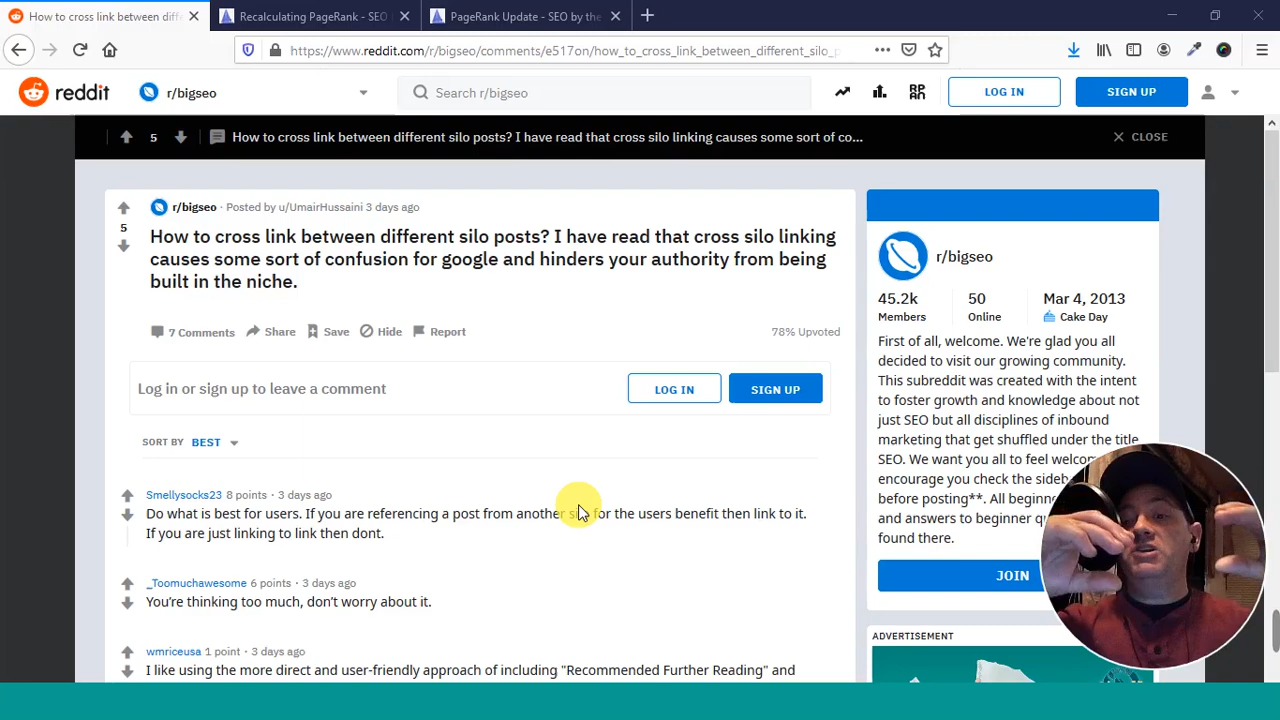 How to cross link between diffe
Recalculating PageRank - SEO
PageRank Update - SEO by the
https://www.reddit.com/r/bigseo/comments/e517on/how_to_cross_link_between_different_silo_p
reddit
r/bigseo
Search r/bigseo
LOG IN
SIGN UP
5
How to cross link between different silo posts? I have read that cross silo linking causes some sort of co...
CLOSE
r/bigseo · Posted by u/UmairHussaini 3 days ago
5
How to cross link between different silo posts? I have read that cross silo linking
causes some sort of confusion for google and hinders your authority from being
built in the niche.
7 Comments Share Save Hide Report
78% Upvoted
Log in or sign up to leave a comment
LOG IN
SIGN UP
SORT BY BEST
Smellysocks23 8 points · 3 days ago
Do what is best for users. If you are referencing a post from another for the users benefit then link to it.
If you are just linking to link then dont.
_Toomuchawesome 6 points · 3 days ago
You're thinking too much, don't worry about it.
wmriceusa 1 point · 3 days ago
I like using the more direct and user-friendly approach of including "Recommended Further Reading" and
r/bigseo
45.2k
Members
50
Online
Mar 4, 2013
Cake Day
First of all, welcome. We're glad you all
decided to visit our growing community.
This subreddit was created with the intent
to foster growth and knowledge about not
just SEO but all disciplines of inbound
marketing that get shuffled under the title
SEO. We want you all to feel
encourage you check the
before posting**. All
and answers to beginner
found there.
JOIN
ADVERTISEMENT